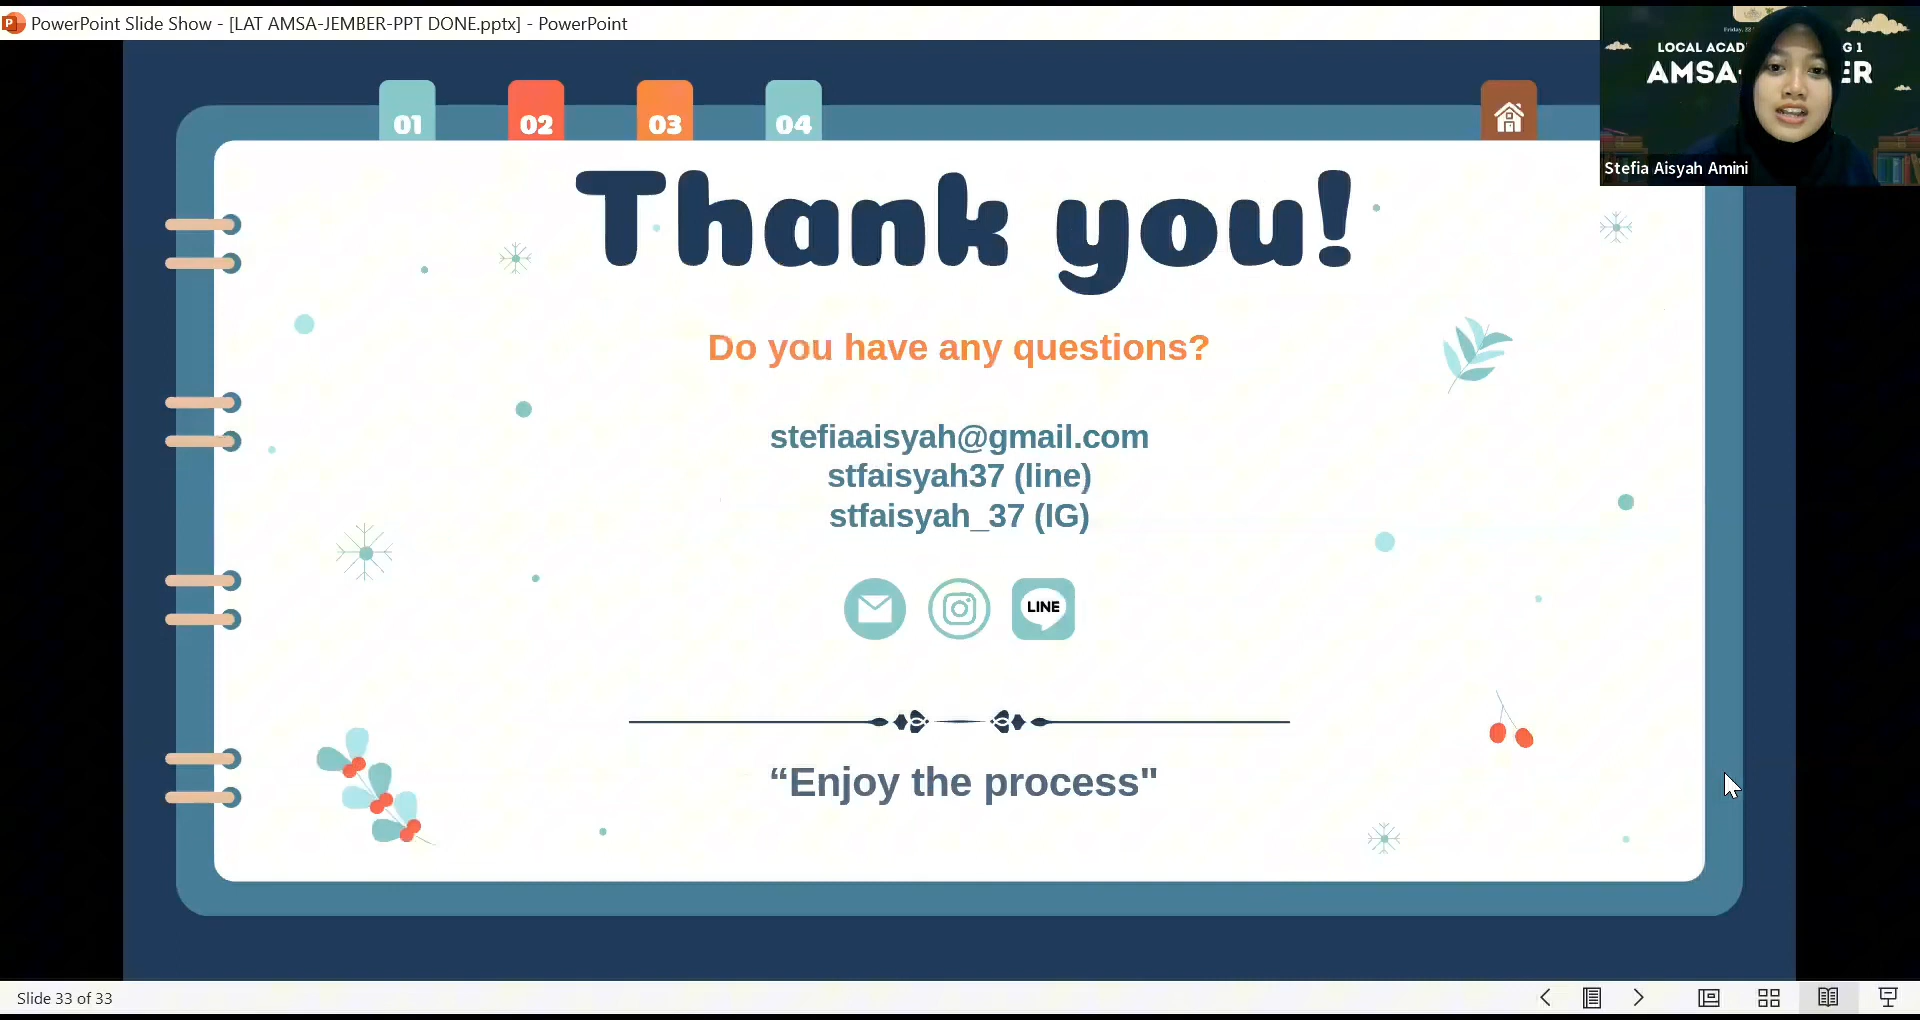 PowerPoint Slide Show - [LAT AMSA-JEMBER-PPT DONE.pptx] - PowerPoint
LOCAL ACAD G 1
AMSA- ER
Stefia Aisyah Amini
01 02 03 04
Thank you!
Do you have any questions?
stefiaaisyah@gmail.com
stfaisyah37 (line)
stfaisyah_37 (IG)
LINE
“Enjoy the process"
Slide 33 of 33